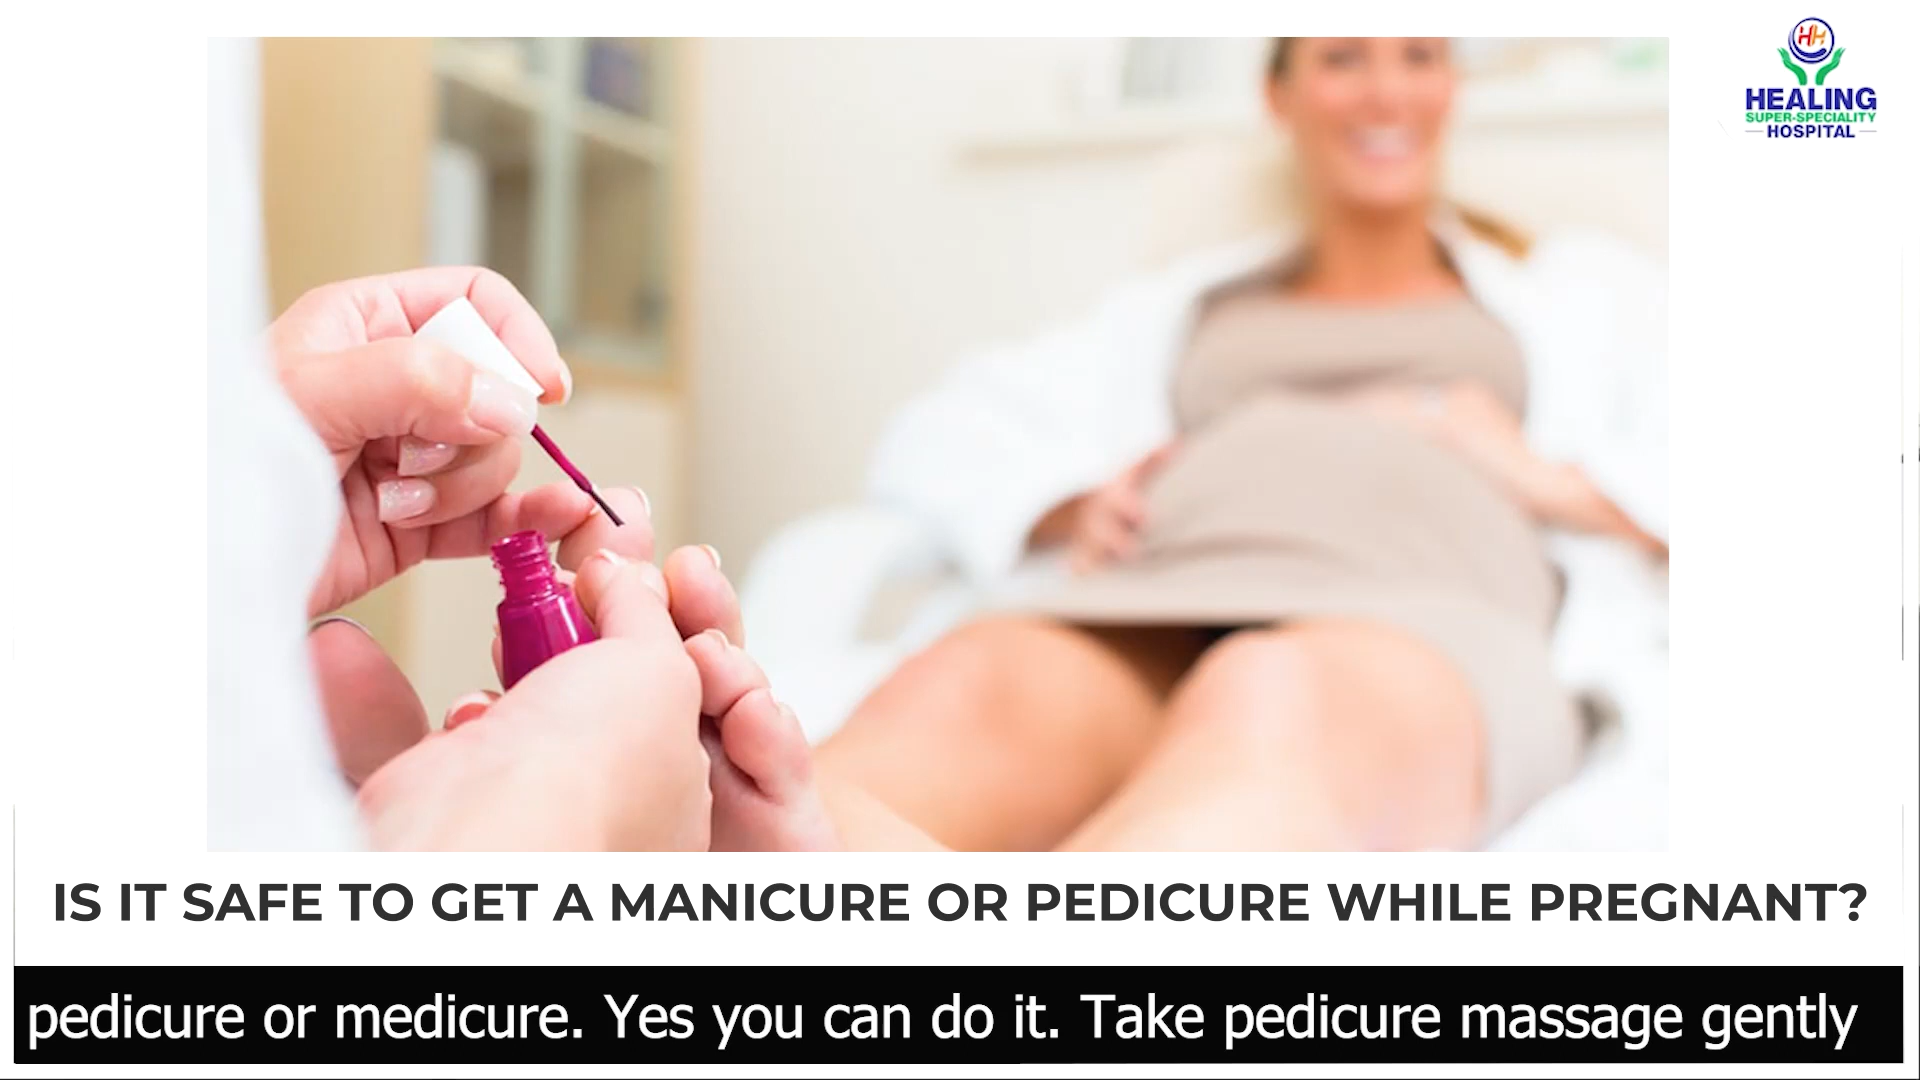 HH
HEALING
SUPER-SPECIALITY
HOSPITAL
IS IT SAFE TO GET A MANICURE OR PEDICURE WHILE PREGNANT?
pedicure or medicure. Yes you can do it. Take pedicure massage gently